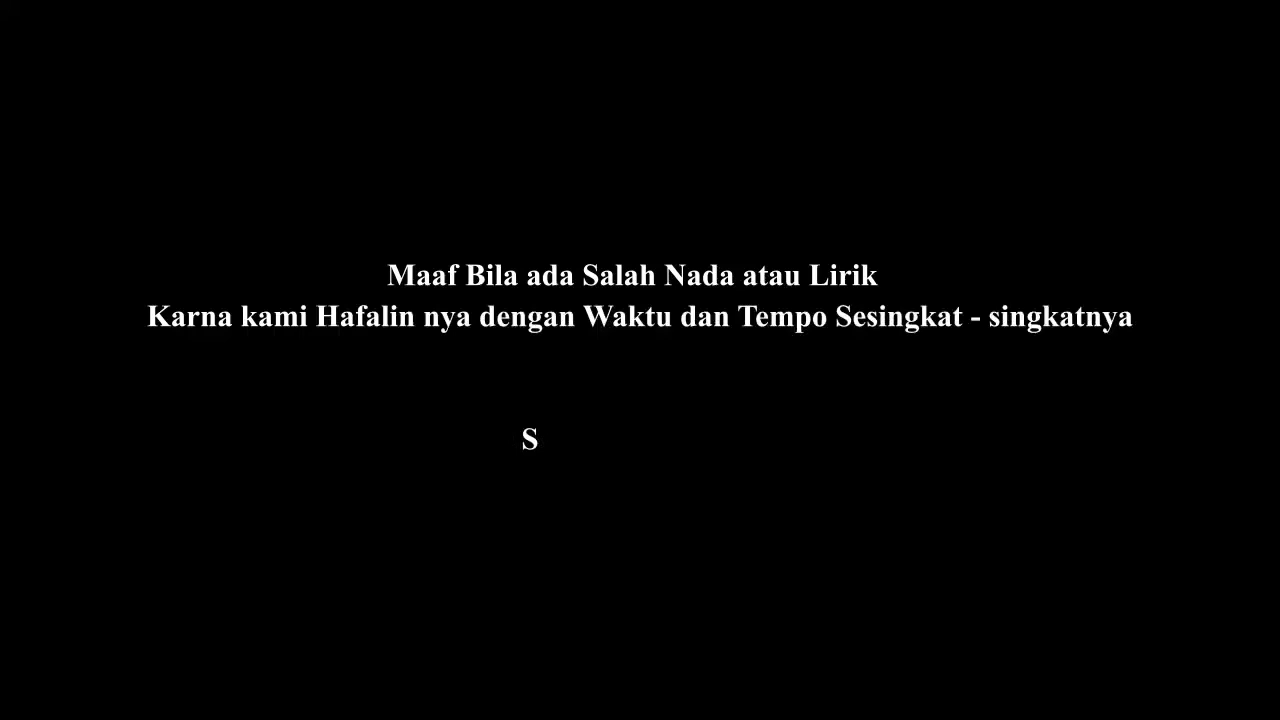 Maaf Bila ada Salah Nada atau Lirik
Karna kami Hafalin nya dengan Waktu dan Tempo Sesingkat - singkatnya
S